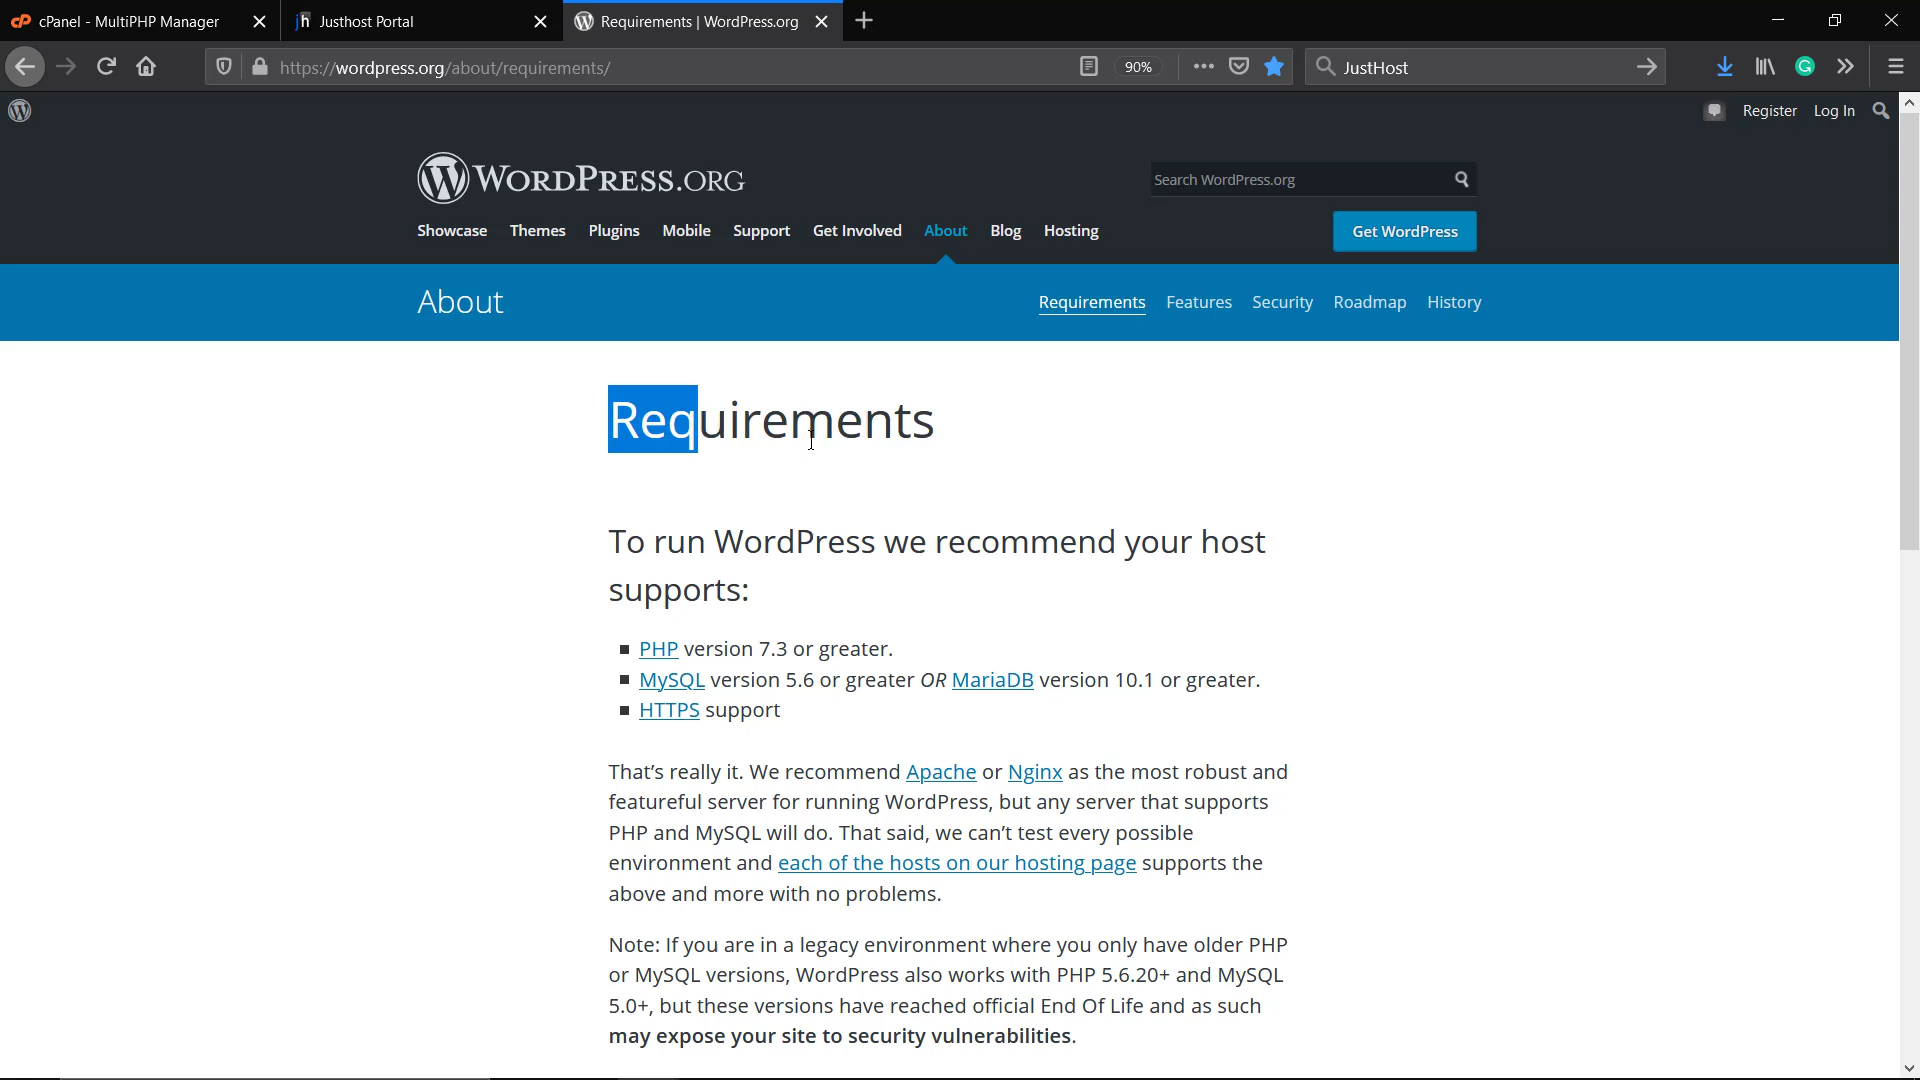 cPanel - MultiPHP Manager
Justhost Portal
Requirements | WordPress.org
https://wordpress.org/about/requirements/
90%
JustHost
Register
Log In
WORDPRESS.ORG
Search WordPress.org
Showcase
Themes
Plugins
Mobile
Support
Get Involved
About
Blog
Hosting
Get WordPress
About
Requirements
Features
Security
Roadmap
History
Requirements
To run WordPress we recommend your host
supports:
PHP version 7.3 or greater.
MySQL version 5.6 or greater OR MariaDB version 10.1 or greater.
HTTPS support
That’s really it. We recommend Apache or Nginx as the most robust and
featureful server for running WordPress, but any server that supports
PHP and MySQL will do. That said, we can’t test every possible
environment and each of the hosts on our hosting page supports the
above and more with no problems.
Note: If you are in a legacy environment where you only have older PHP
or MySQL versions, WordPress also works with PHP 5.6.20+ and MySQL
5.0+, but these versions have reached official End Of Life and as such
may expose your site to security vulnerabilities.